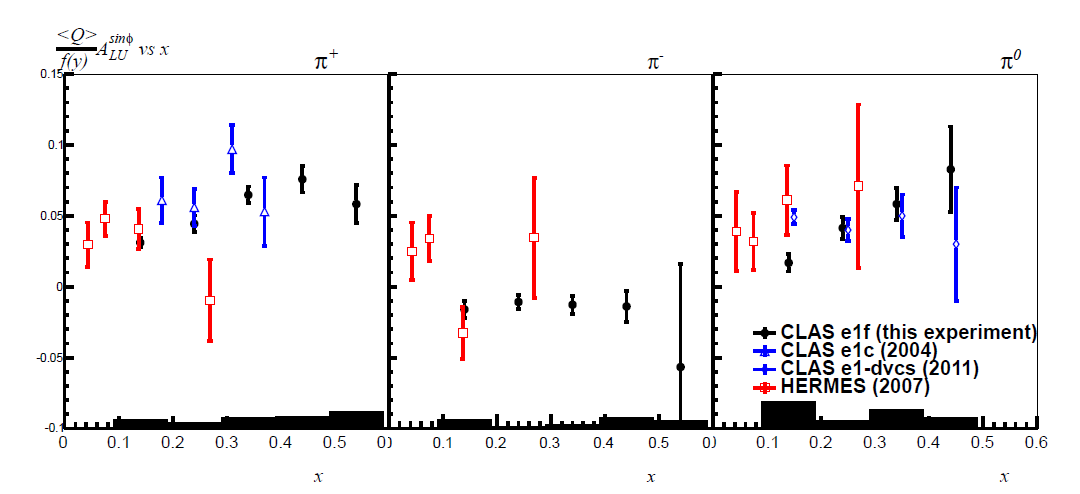 <Q>
f(y) A_LU^sinϕ vs x
π+ π- π0
0.15
0.1
0.05
0
-0.05
-0.1
CLAS e1f (this experiment)
CLAS e1c (2004)
CLAS e1-dvcs (2011)
HERMES (2007)
0 0.1 0.2 0.3 0.4 0.5 0 0.1 0.2 0.3 0.4 0.5 0 0.1 0.2 0.3 0.4 0.5 0.6
x x x